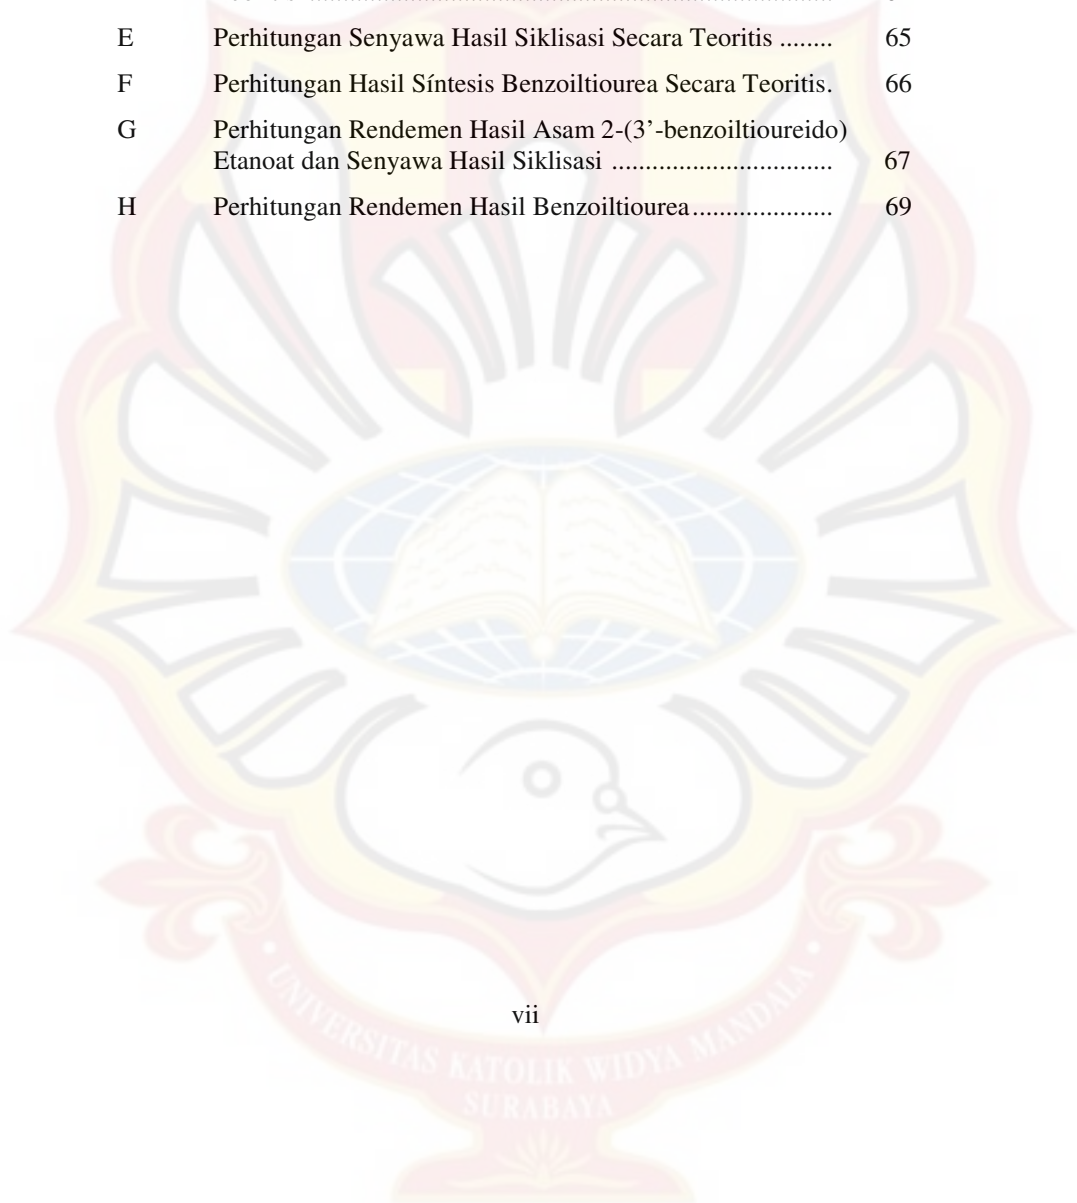 E Perhitungan Senyawa Hasil Siklisasi Secara Teoritis ........ 65
F Perhitungan Hasil Síntesis Benzoiltiourea Secara Teoritis. 66
G Perhitungan Rendemen Hasil Asam 2-(3’-benzoiltioureido)
Etanoat dan Senyawa Hasil Siklisasi ................................. 67
H Perhitungan Rendemen Hasil Benzoiltiourea..................... 69
vii
• UNIVERSITAS KATOLIK WIDYA MANDALA •
SURABAYA